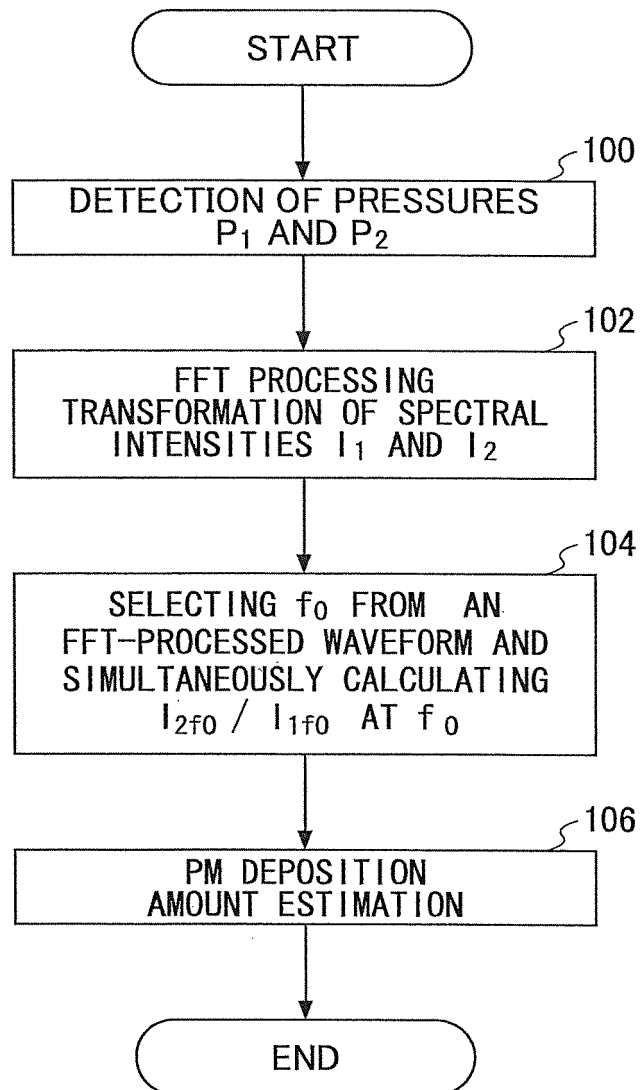 START
100
DETECTION OF PRESSURES
P₁ AND P₂
102
FFT PROCESSING
TRANSFORMATION OF SPECTRAL
INTENSITIES I₁ AND I₂
104
SELECTING f₀ FROM AN
FFT-PROCESSED WAVEFORM AND
SIMULTANEOUSLY CALCULATING
I₂f₀ / I₁f₀ AT f₀
106
PM DEPOSITION
AMOUNT ESTIMATION
END